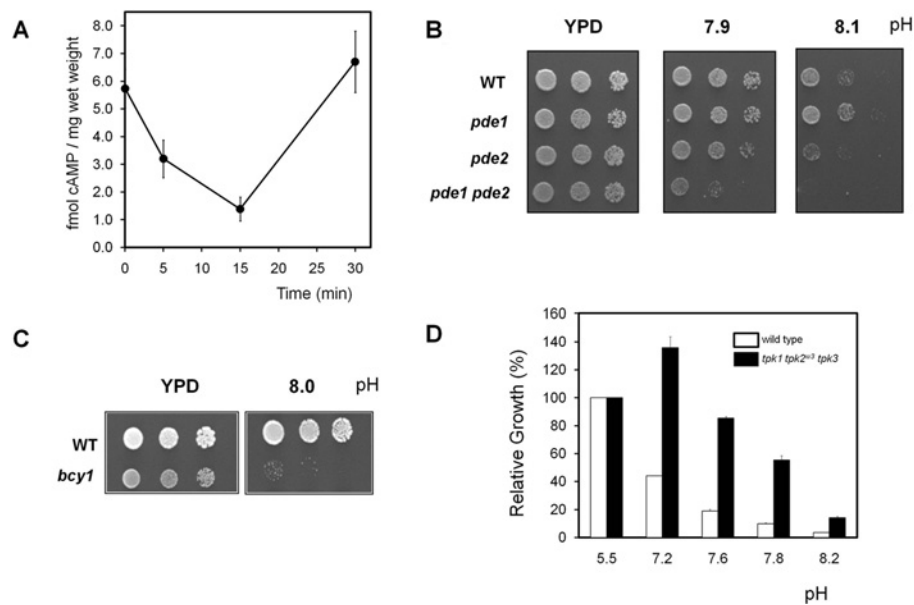 A
fmol cAMP / mg wet weight
8.0
7.0
6.0
5.0
4.0
3.0
2.0
1.0
0.0
0 5 10 15 20 25 30
Time (min)
B
YPD 7.9 8.1 pH
WT
pde1
pde2
pde1 pde2
C
YPD 8.0 pH
WT
bcy1
D
Relative Growth (%)
160
140
120
100
80
60
40
20
0
wild type
tpk1 tpk2ʷ³ tpk3
5.5 7.2 7.6 7.8 8.2
pH